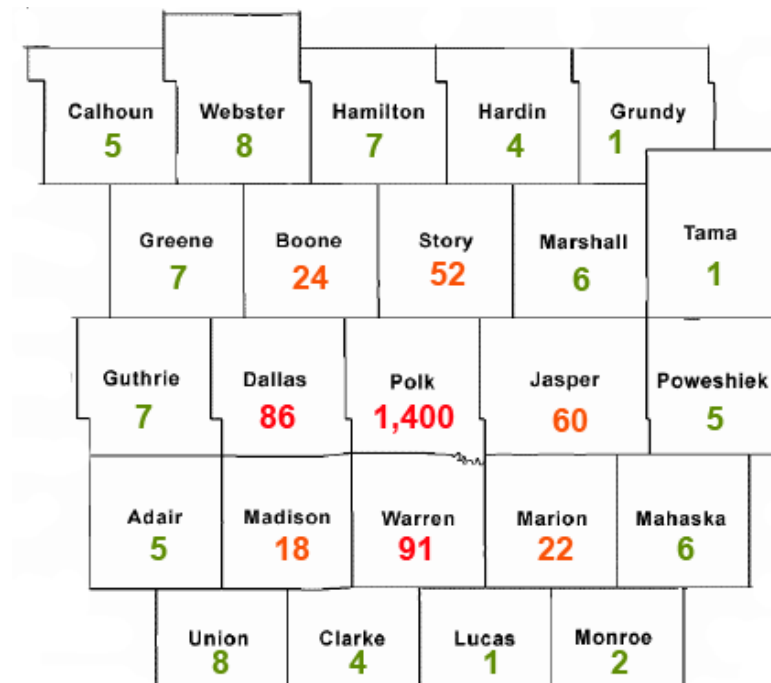 Calhoun Webster Hamilton Hardin Grundy
5 8 7 4 1
Tama
Greene Boone Story Marshall
7 24 52 6 1
Guthrie Dallas Polk Jasper Poweshiek
7 86 1,400 60 5
Adair Madison Warren Marion Mahaska
5 18 91 22 6
Union Clarke Lucas Monroe
8 4 1 2